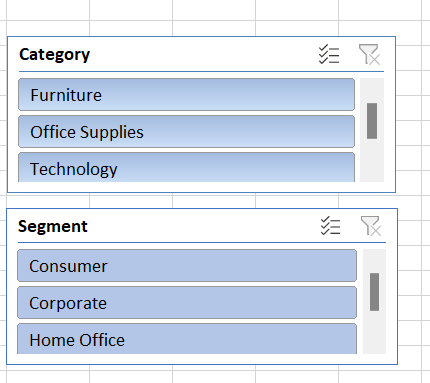 Category
Furniture
Office Supplies
Technology
Segment
Consumer
Corporate
Home Office